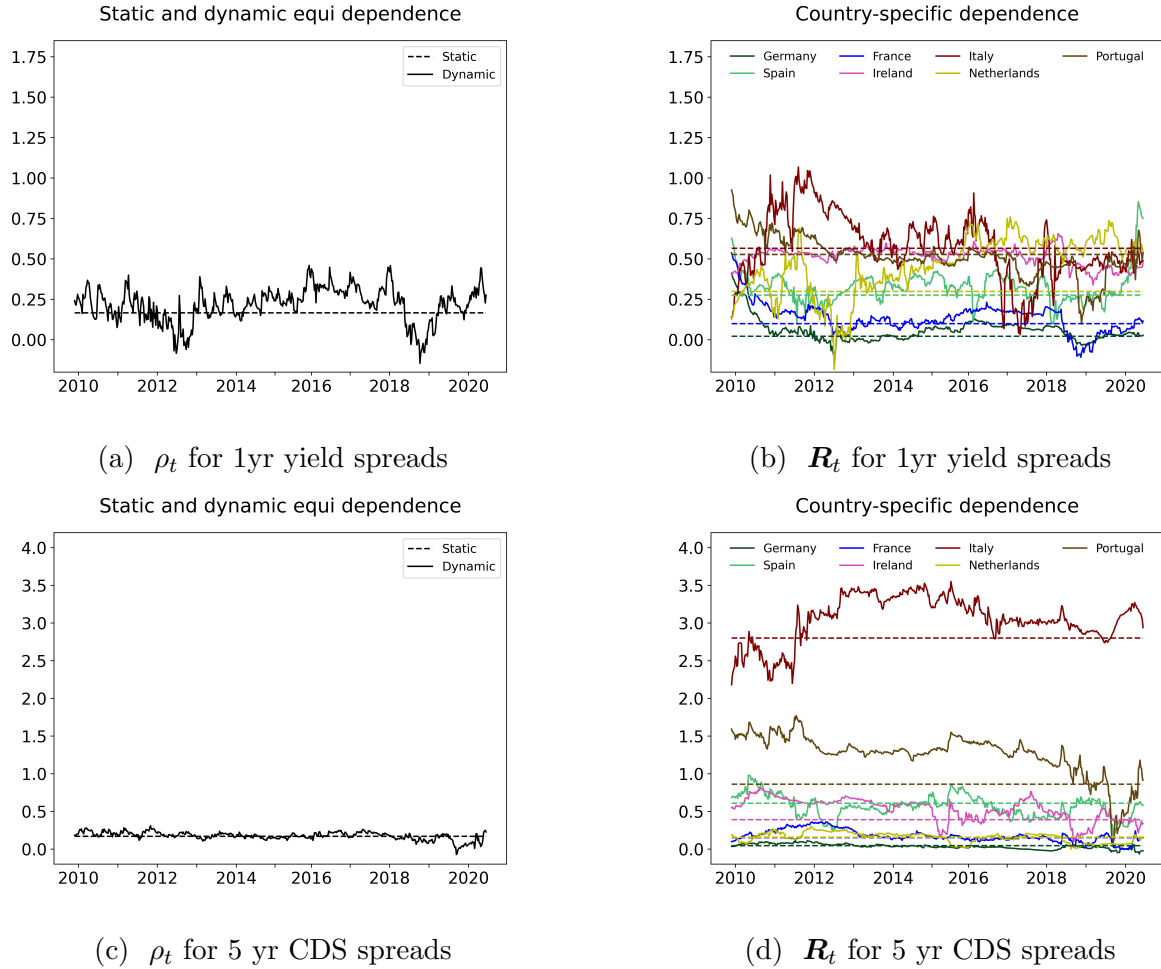 Static and dynamic equi dependence
1.75
1.50
1.25
1.00
0.75
0.50
0.25
0.00
2010 2012 2014 2016 2018 2020
Static
Dynamic
(a) ρt for 1yr yield spreads
Country-specific dependence
1.75
1.50
1.25
1.00
0.75
0.50
0.25
0.00
2010 2012 2014 2016 2018 2020
Germany France Italy Portugal
Spain Ireland Netherlands
(b) Rt for 1yr yield spreads
Static and dynamic equi dependence
4.0
3.5
3.0
2.5
2.0
1.5
1.0
0.5
0.0
2010 2012 2014 2016 2018 2020
Static
Dynamic
(c) ρt for 5 yr CDS spreads
Country-specific dependence
4.0
3.5
3.0
2.5
2.0
1.5
1.0
0.5
0.0
2010 2012 2014 2016 2018 2020
Germany France Italy Portugal
Spain Ireland Netherlands
(d) Rt for 5 yr CDS spreads